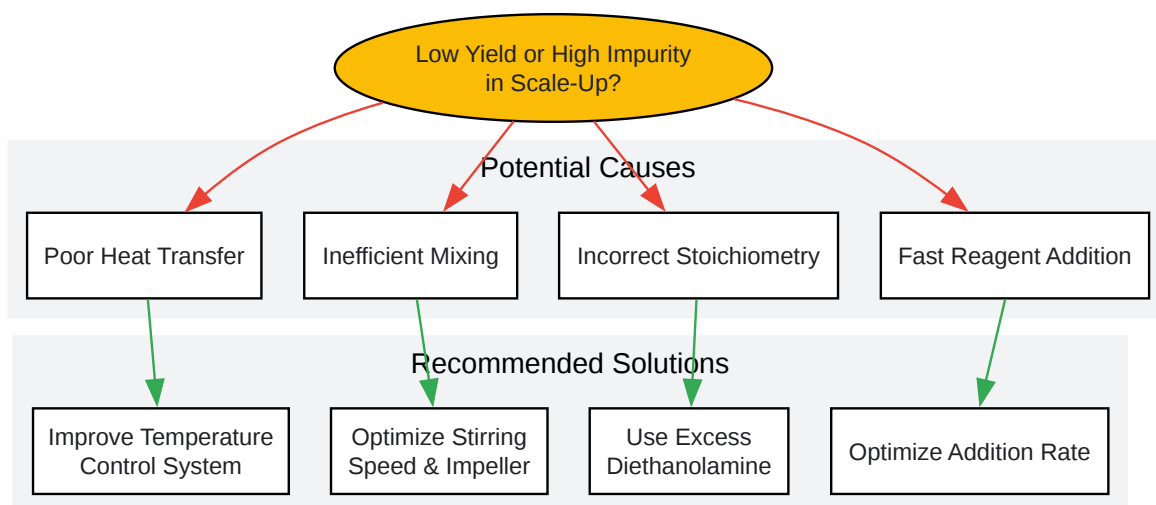 Low Yield or High Impurity
in Scale-Up?
Potential Causes
Poor Heat Transfer
Inefficient Mixing
Incorrect Stoichiometry
Fast Reagent Addition
Recommended Solutions
Improve Temperature
Control System
Optimize Stirring
Speed & Impeller
Use Excess
Diethanolamine
Optimize Addition Rate